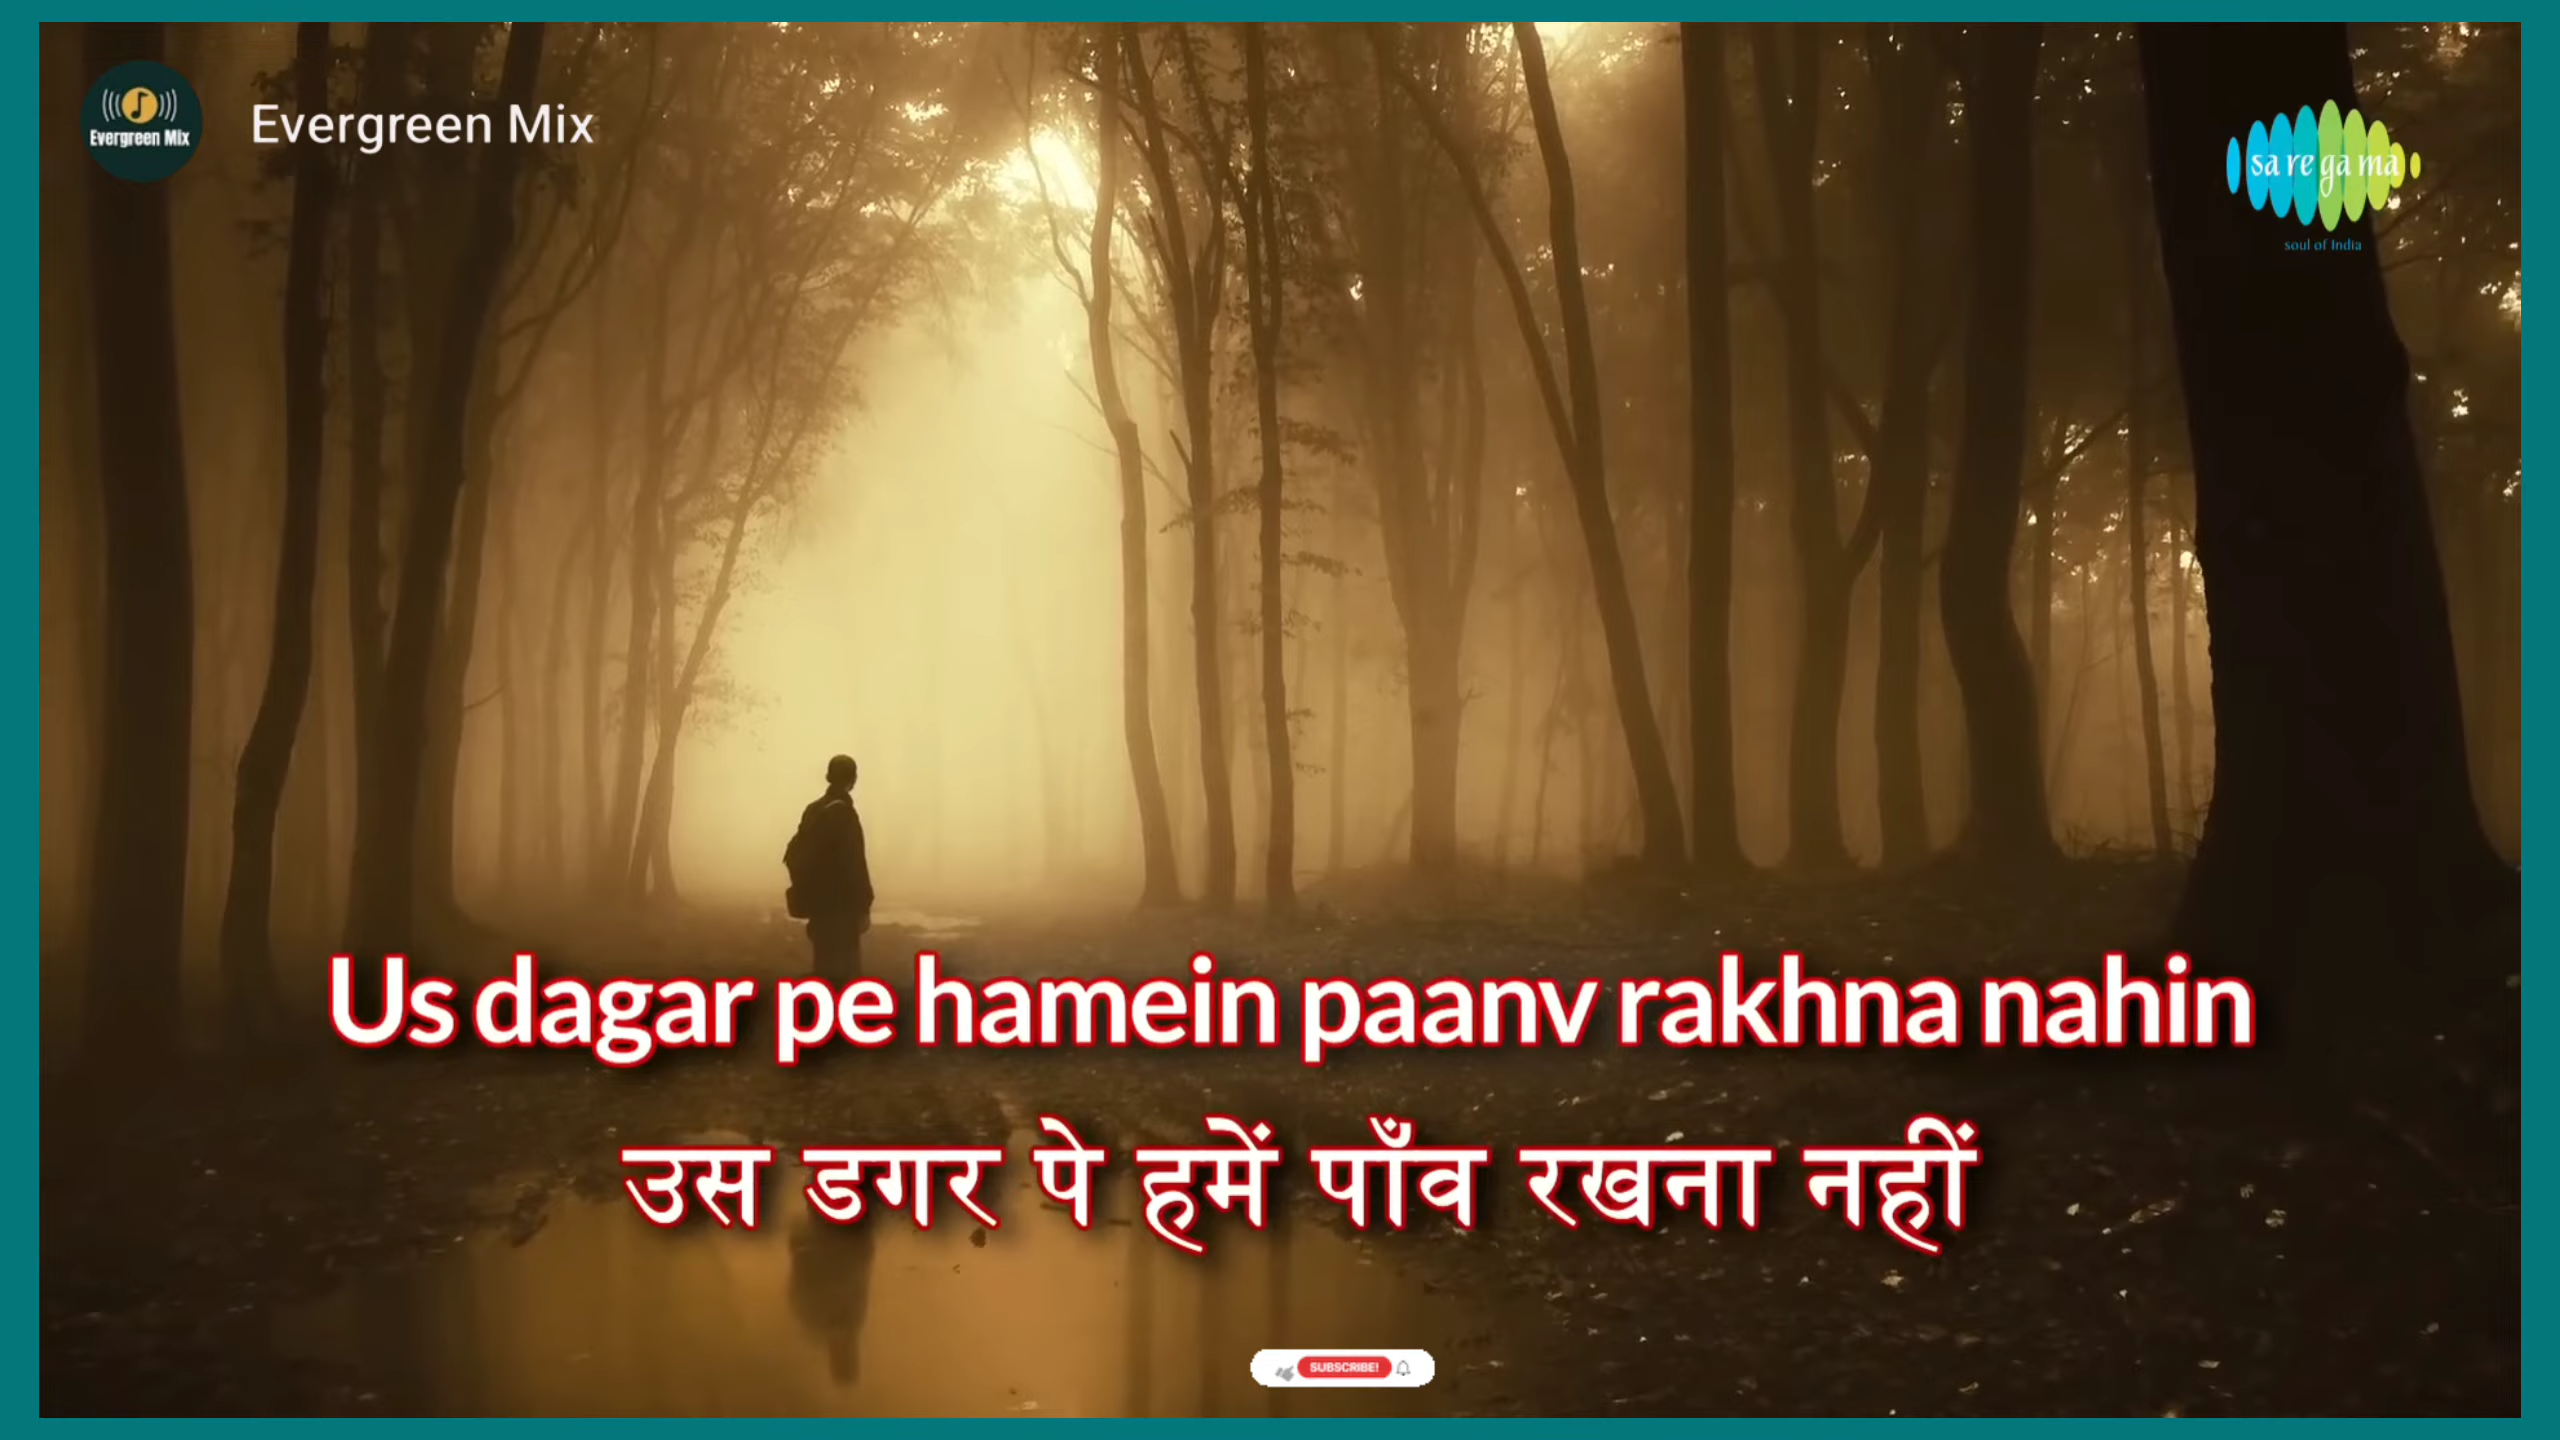 Evergreen Mix
Evergreen Mix
sa re ga ma
soul of India
Us dagar pe hamein paanv rakhna nahin
उस डगर पे हमें पाँव रखना नहीं
SUBSCRIBE!